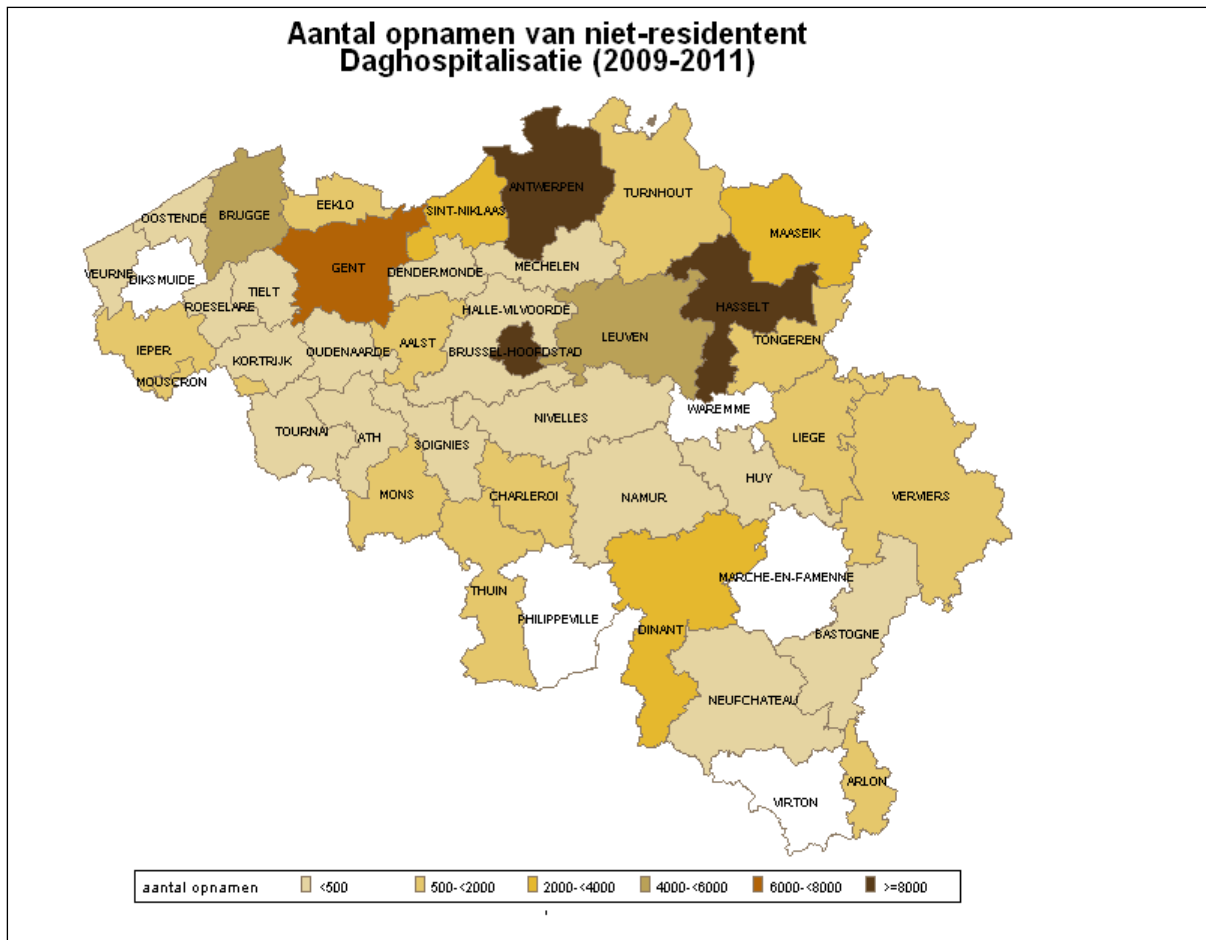 Aantal opnamen van niet-residentent
Daghospitalisatie (2009-2011)
ANTWERPEN
TURNHOUT
EEKLO
SINT-NIKLAAS
OOSTENDE
BRUGGE
MAASEIK
GENT
MECHELEN
DENDERMONDE
VEURNE
DIKSMUIDE
TIELT
ROESELARE
HALLE-VILVOORDE
HASSELT
LEUVEN
TONGEREN
AALST
IEPER
OUDENAARDE
BRUSSEL-HOOFDSTAD
KORTRIJK
MOUSCRON
WAREMME
NIVELLES
TOURNAI
ATH
SOIGNIES
LIEGE
HUY
MONS
CHARLEROI
NAMUR
VERVIERS
MARCHE-EN-FAMENNE
THUIN
PHILIPPEVILLE
DINANT
BASTOGNE
NEUFCHATEAU
ARLON
VIRTON
aantal opnamen <500 500-<2000 2000-<4000 4000-<6000 6000-<8000 >=8000